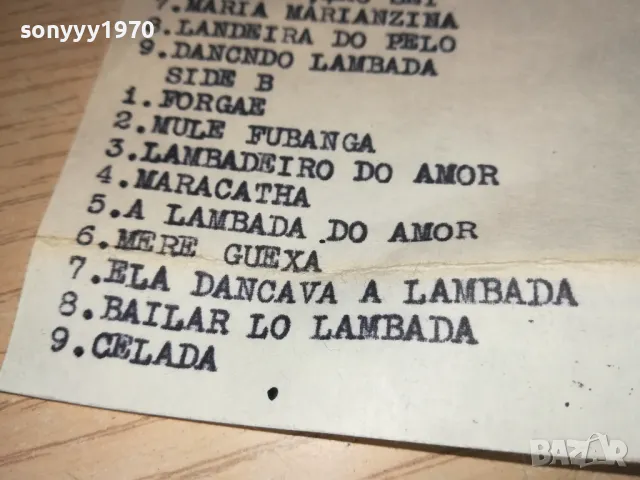 sonyyy1970
7.MARIA MARIANZINA
8.LANDEIRA DO PELO
9.DANCNDO LAMBADA
SIDE B
1.FORGAE
2.MULE FUBANGA
3.LAMBADEIRO DO AMOR
4.MARACATHA
5.A LAMBADA DO AMOR
6.MERE GUEXA
7.ELA DANCAVA A LAMBADA
8.BAILAR LO LAMBADA
9.CELADA
BAZAR